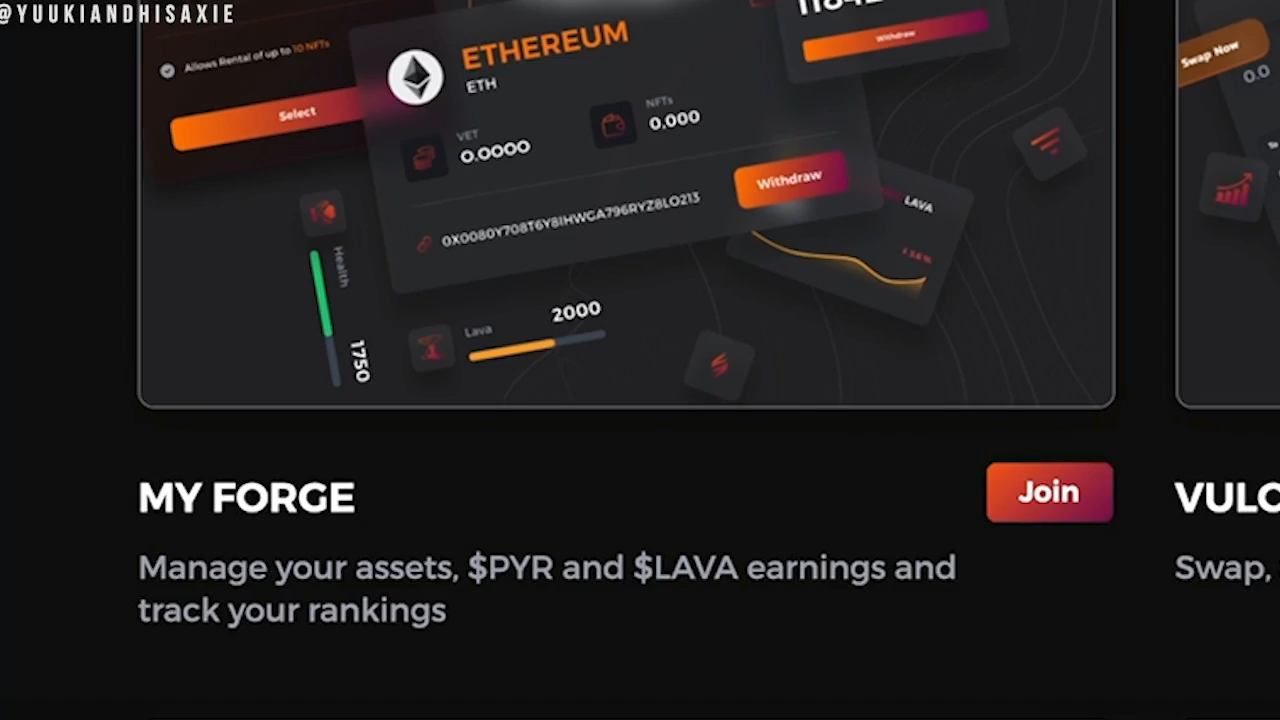 @YUUKIANDHISAXIE
Allows Rental of up to 10 NFTs
Select
ETHEREUM
ETH
VET
0.0000
NFTs
0,000
Withdraw
0X0080Y708T6Y8IHWGA796RYZ8LO213
Withdraw
LAVA
Health
1750
Lava
2000
Swap Now
0.0
MY FORGE
Join
Manage your assets, $PYR and $LAVA earnings and
track your rankings
VULC
Swap,